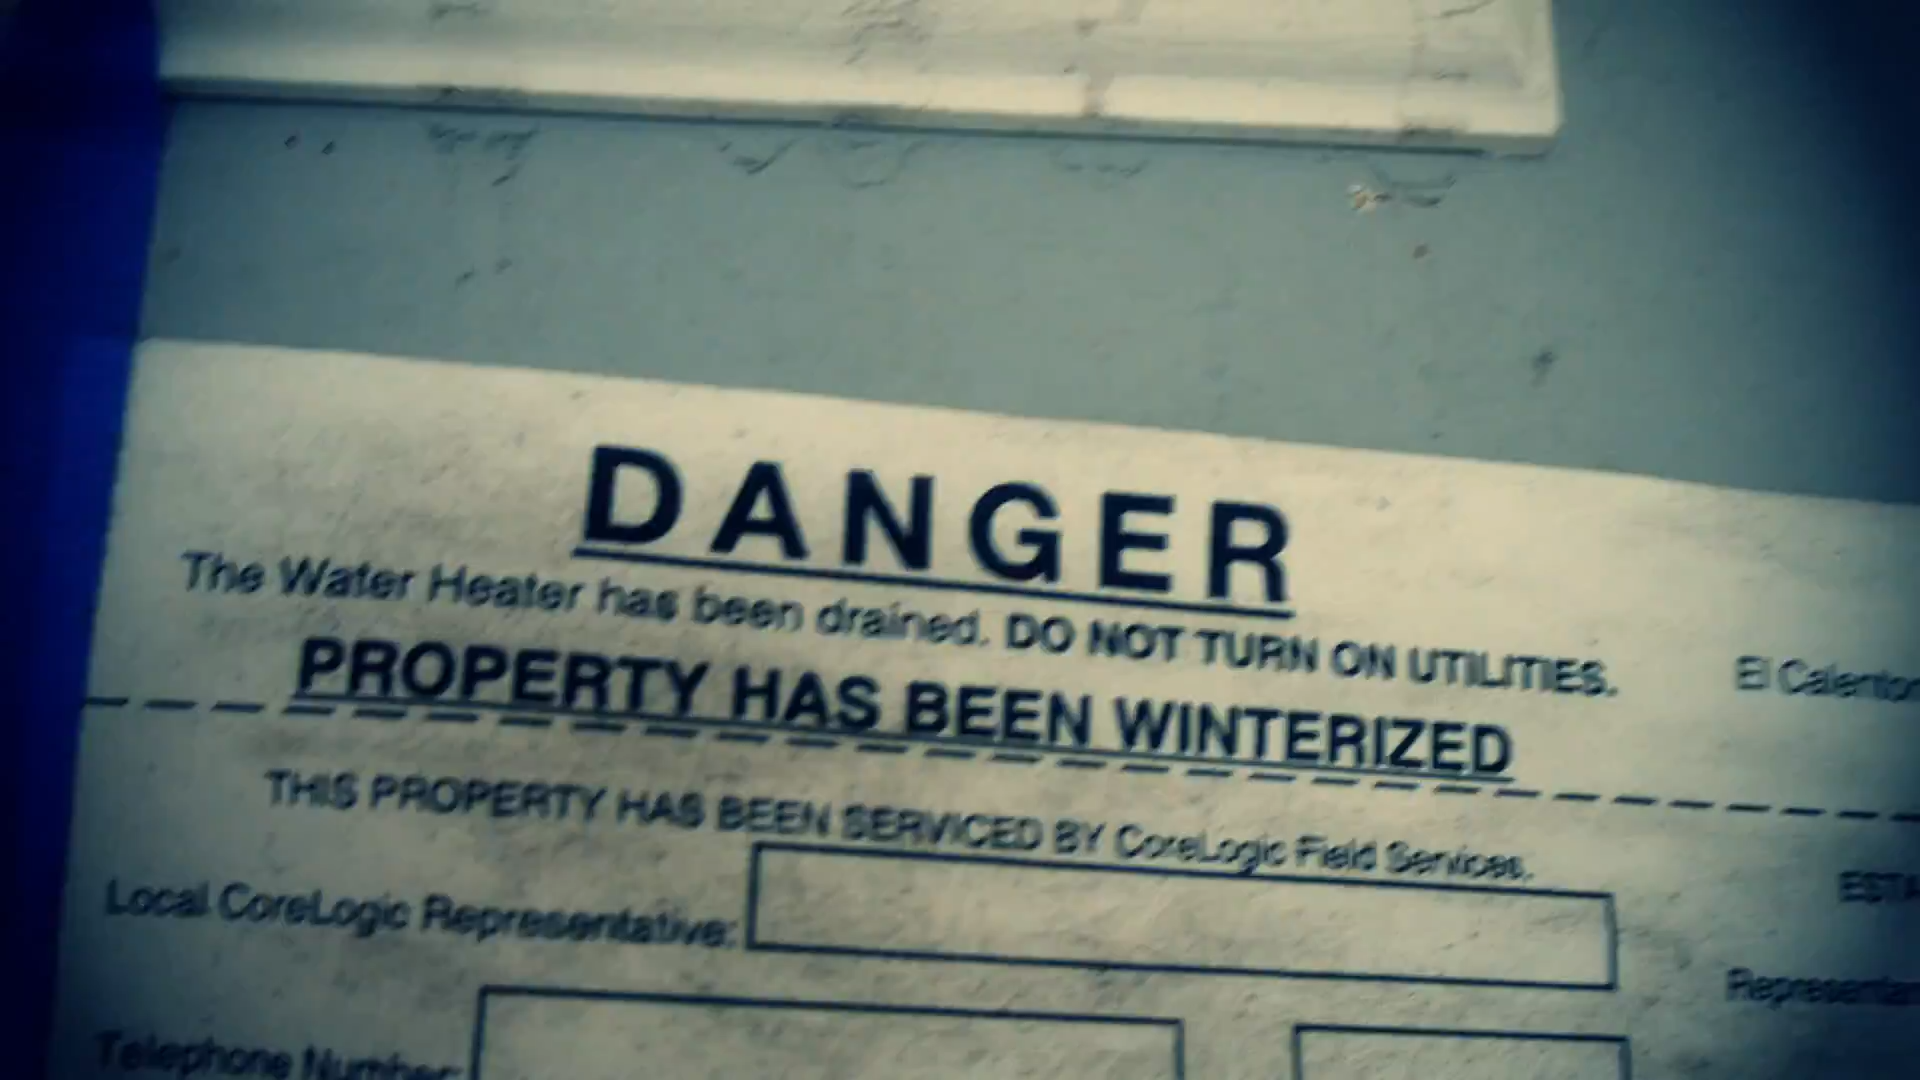 DANGER
The Water Heater has been drained. DO NOT TURN ON UTILITIES.
PROPERTY HAS BEEN WINTERIZED
THIS PROPERTY HAS BEEN SERVICED BY CoreLogic Field Services.
Local CoreLogic Representative:
Telephone Number:
El